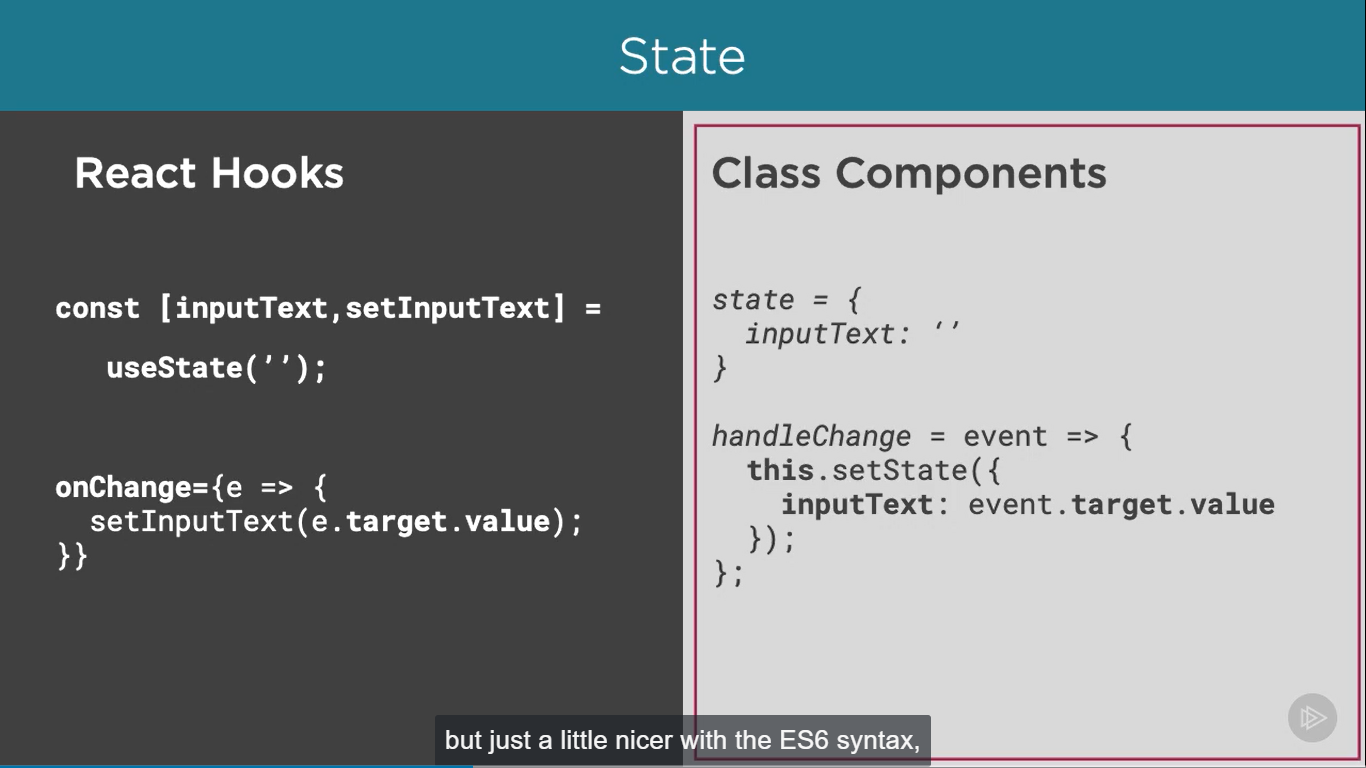 State
React Hooks
const [inputText,setInputText] =
useState(’’);
onChange={e => {
setInputText(e.target.value);
}}
Class Components
state = {
inputText: ‘’
}
handleChange = event => {
this.setState({
inputText: event.target.value
});
};
but just a little nicer with the ES6 syntax,